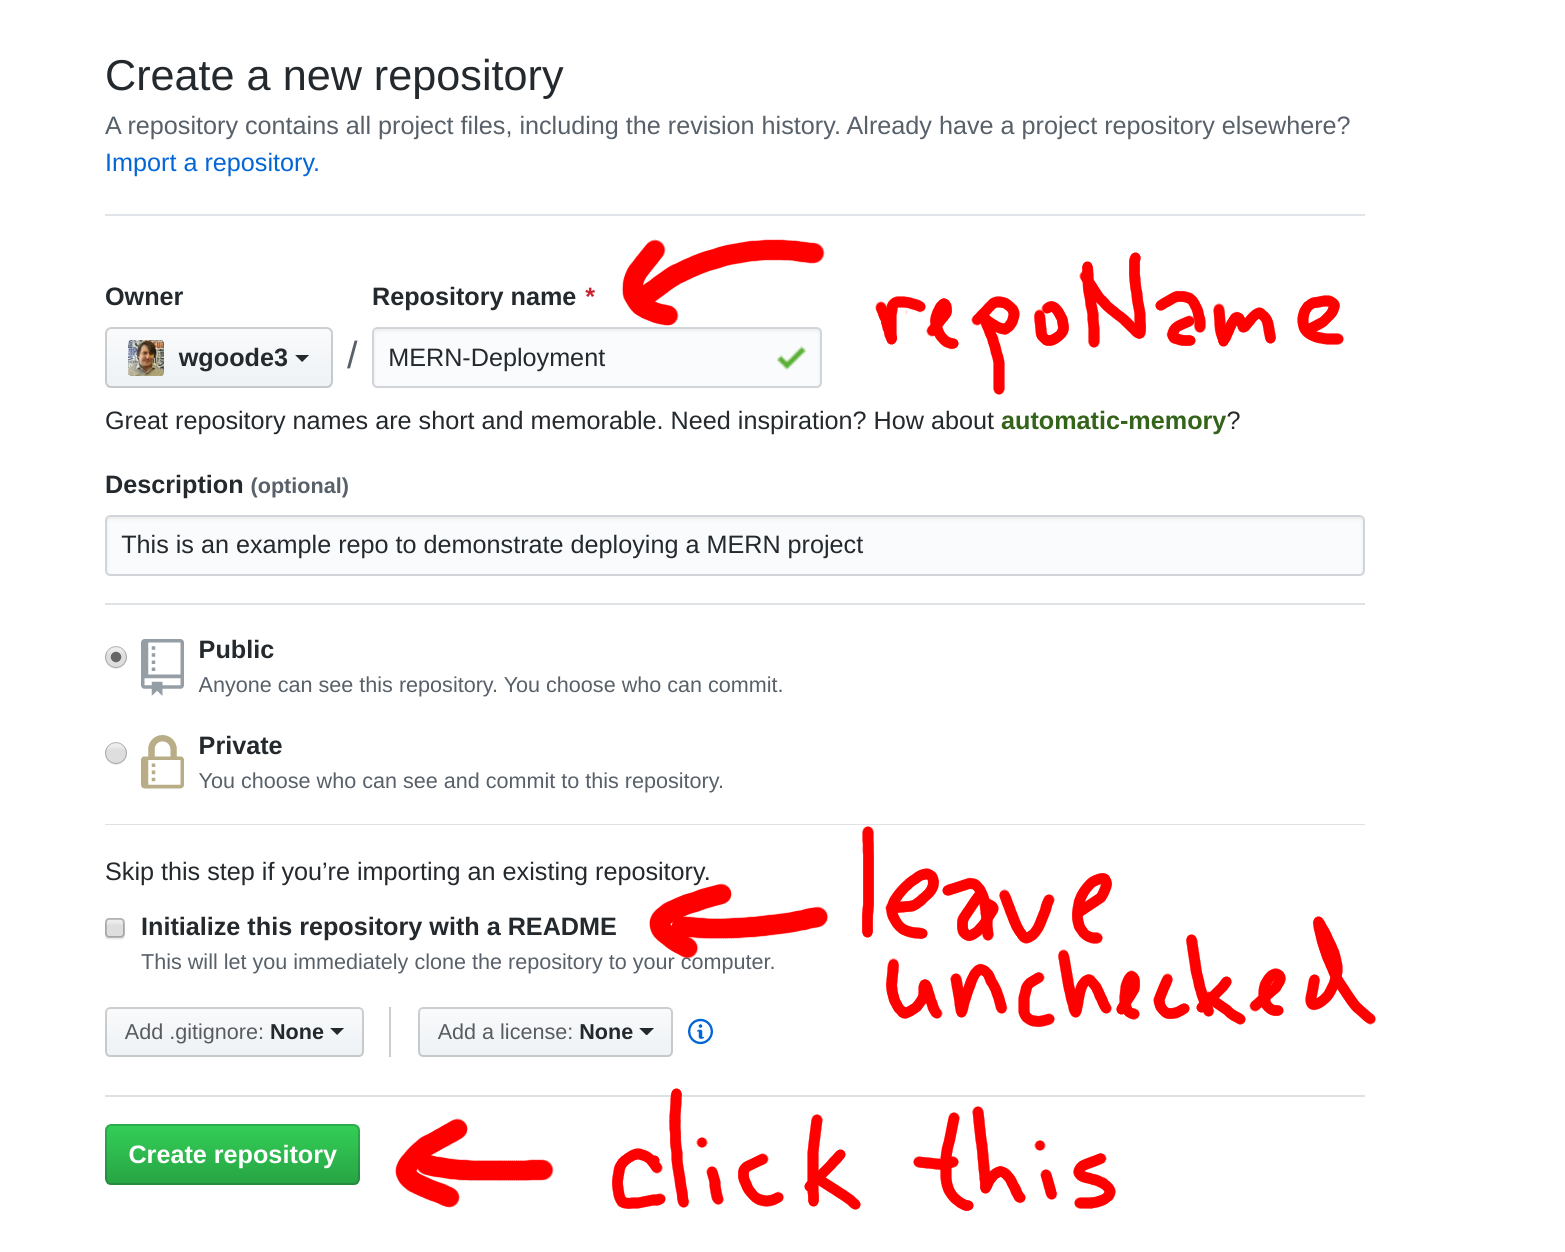 Create a new repository
A repository contains all project files, including the revision history. Already have a project repository elsewhere?
Import a repository.
Owner
Repository name *
repoName
wgoode3 / MERN-Deployment
Great repository names are short and memorable. Need inspiration? How about automatic-memory?
Description (optional)
This is an example repo to demonstrate deploying a MERN project
Public
Anyone can see this repository. You choose who can commit.
Private
You choose who can see and commit to this repository.
Skip this step if you’re importing an existing repository.
Initialize this repository with a README
This will let you immediately clone the repository to your computer.
leave
unchecked
Add .gitignore: None
Add a license: None
Create repository
click this